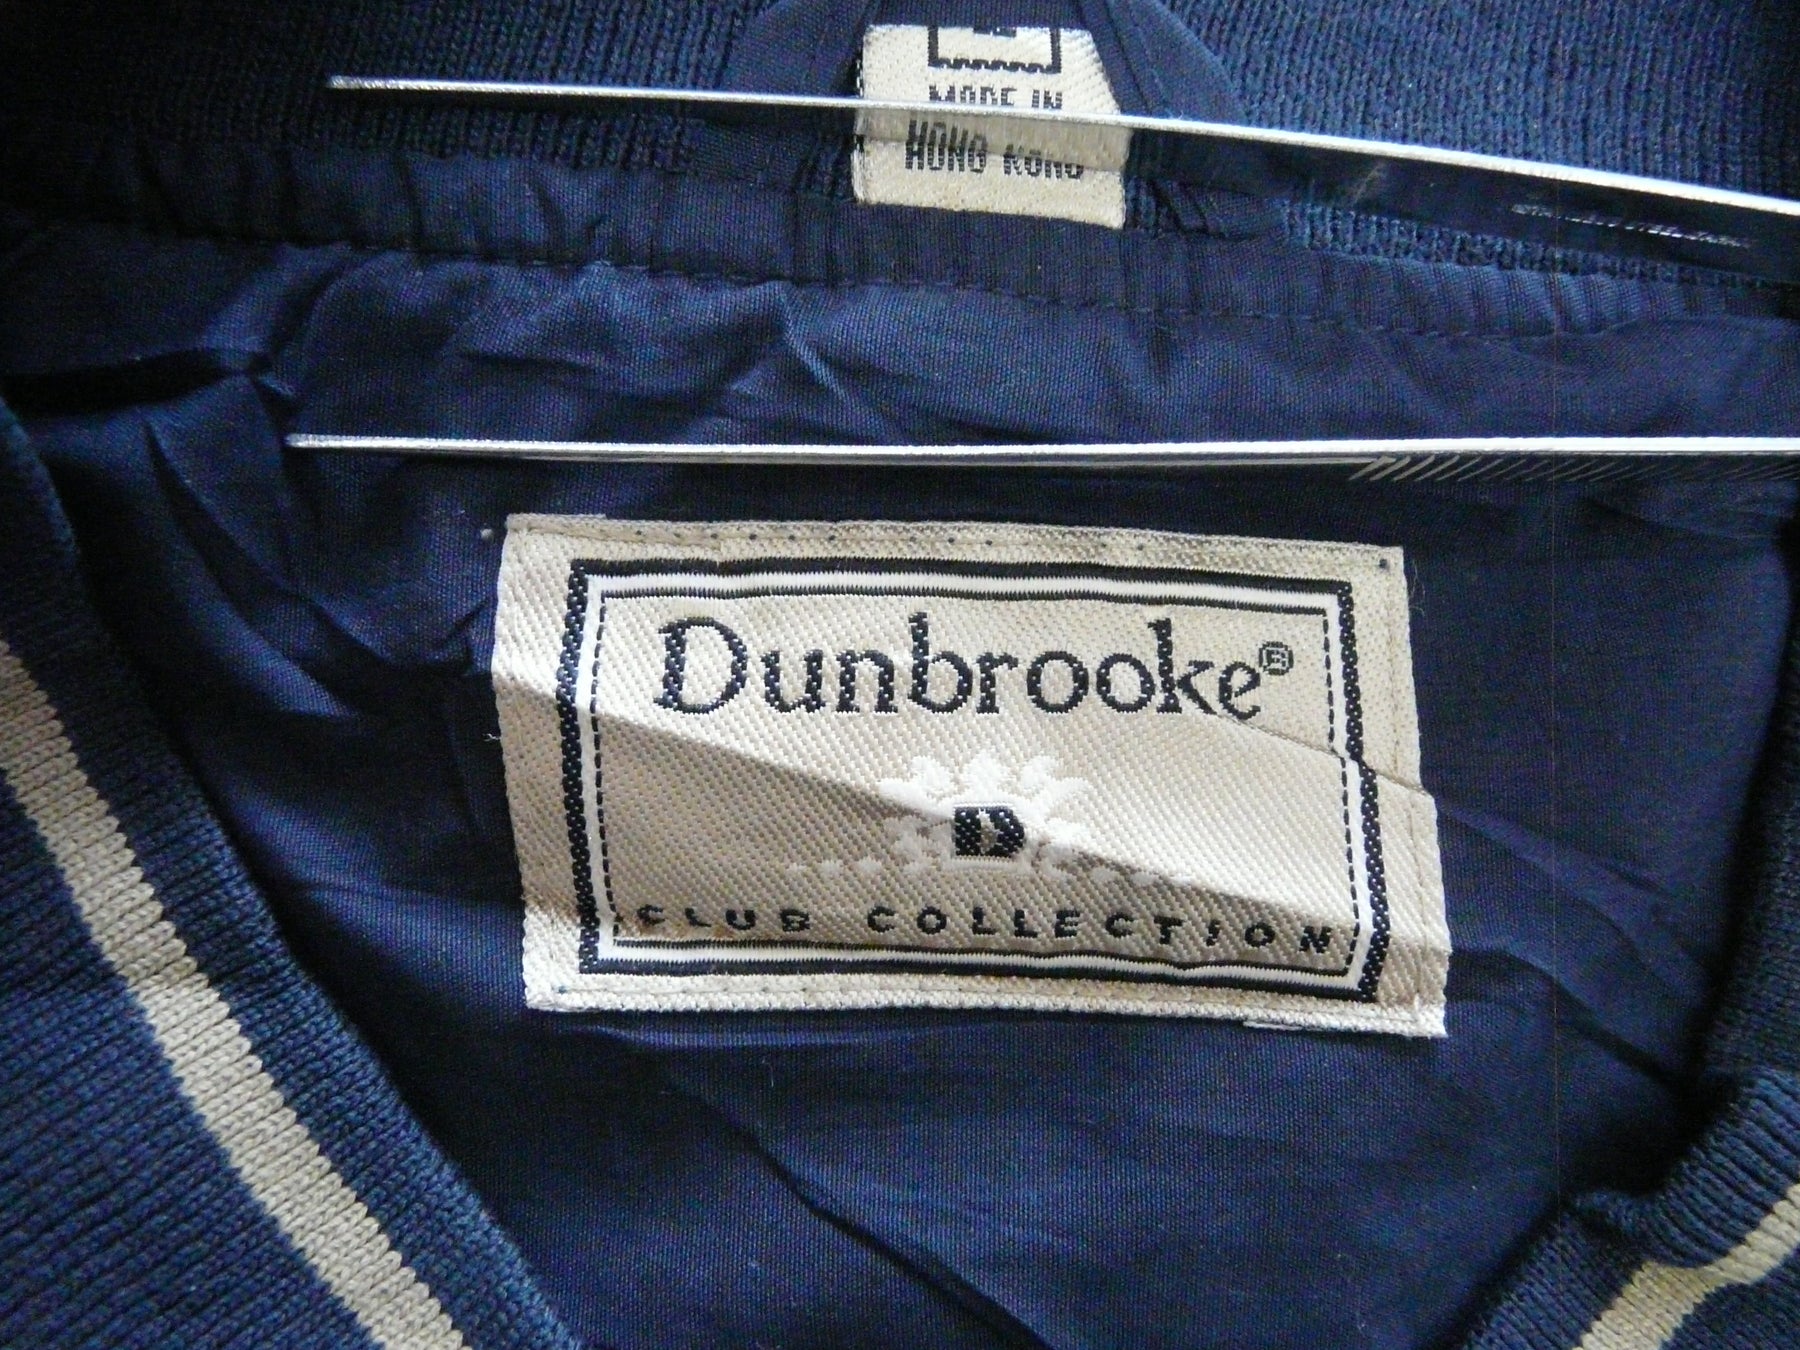 MADE IN
HONG KONG
Dunbrooke®
D
CLUB COLLECTION